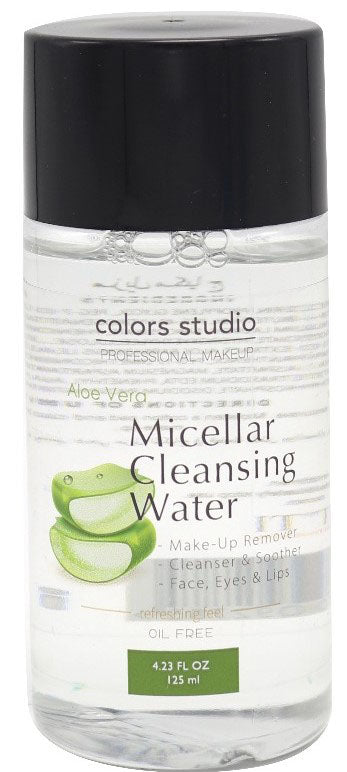 colors studio
PROFESSIONAL MAKEUP
Aloe Vera
Micellar
Cleansing
Water
- Make-Up Remover
- Cleanser & Soother
- Face, Eyes & Lips
refreshing feel
OIL FREE
4.23 FL OZ
125 ml